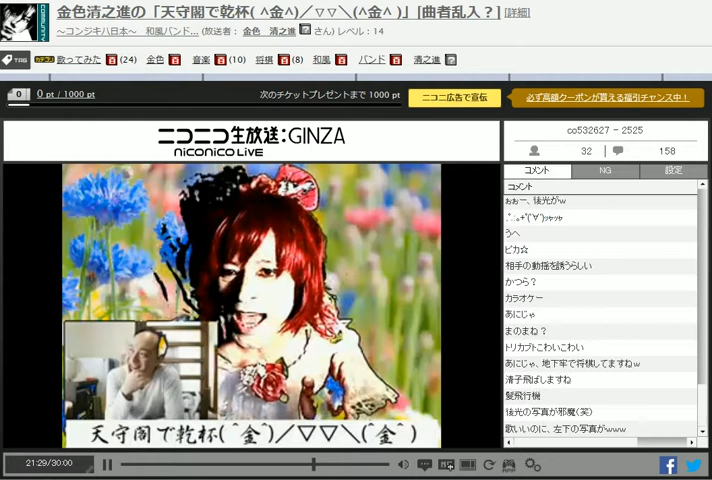 金色清之進の「天守閣で乾杯( ^金^)／▽▽＼(^金^ )」[曲者乱入？] [詳細]
～コンジキハ日本～　和風バンド... (放送者： 金色　清之進 さん) レベル：14
COMMUNITY
TAG カテゴリ 歌ってみた (24) 金色 音楽 (10) 将棋 (8) 和風 バンド 清之進
0 0 pt / 1000 pt 次のチケットプレゼントまで 1000 pt ニコニコ広告で宣伝 必ず高額クーポンが貰える福引チャンス中！
ニコニコ生放送:GINZA
niconico Live
天守閣で乾杯(^金^)／▽▽＼(^金^)
21:29/30:00
co532627 - 2525
32 | 158
コメント NG 設定
コメント
ぉぉー、後光がw
うへ
ピカ☆
相手の動揺を誘うらしい
かつら？
カラオケー
あにじゃ
まのまね？
トリカブトこわいこわい
あにじゃ、地下牢で将棋してますねw
清子飛ばしますね
髪飛行機
後光の写真が邪魔(笑)
歌いいのに、左下の写真がwww